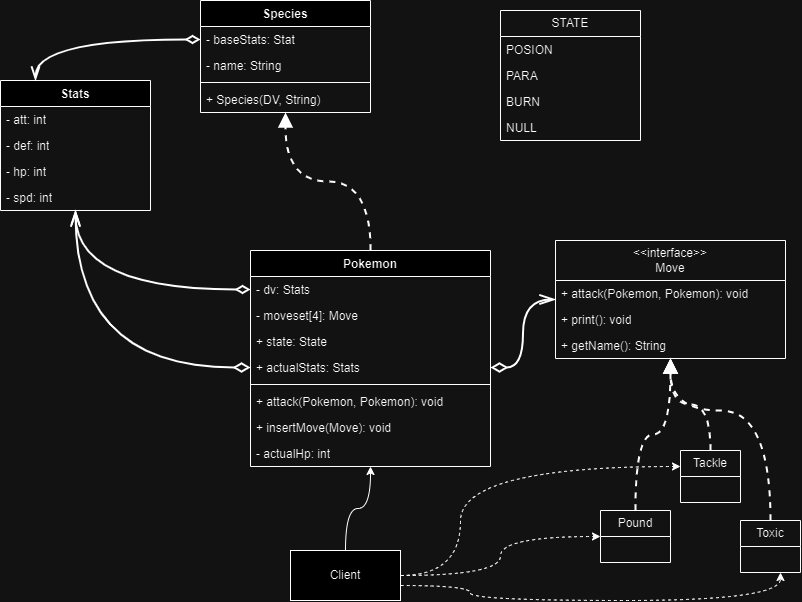 Species
- baseStats: Stat
- name: String
+ Species(DV, String)
STATE
POSION
PARA
BURN
NULL
Stats
- att: int
- def: int
- hp: int
- spd: int
Pokemon
- dv: Stats
- moveset[4]: Move
+ state: State
+ actualStats: Stats
+ attack(Pokemon, Pokemon): void
+ insertMove(Move): void
- actualHp: int
<<interface>>
Move
+ attack(Pokemon, Pokemon): void
+ print(): void
+ getName(): String
Tackle
Pound
Toxic
Client